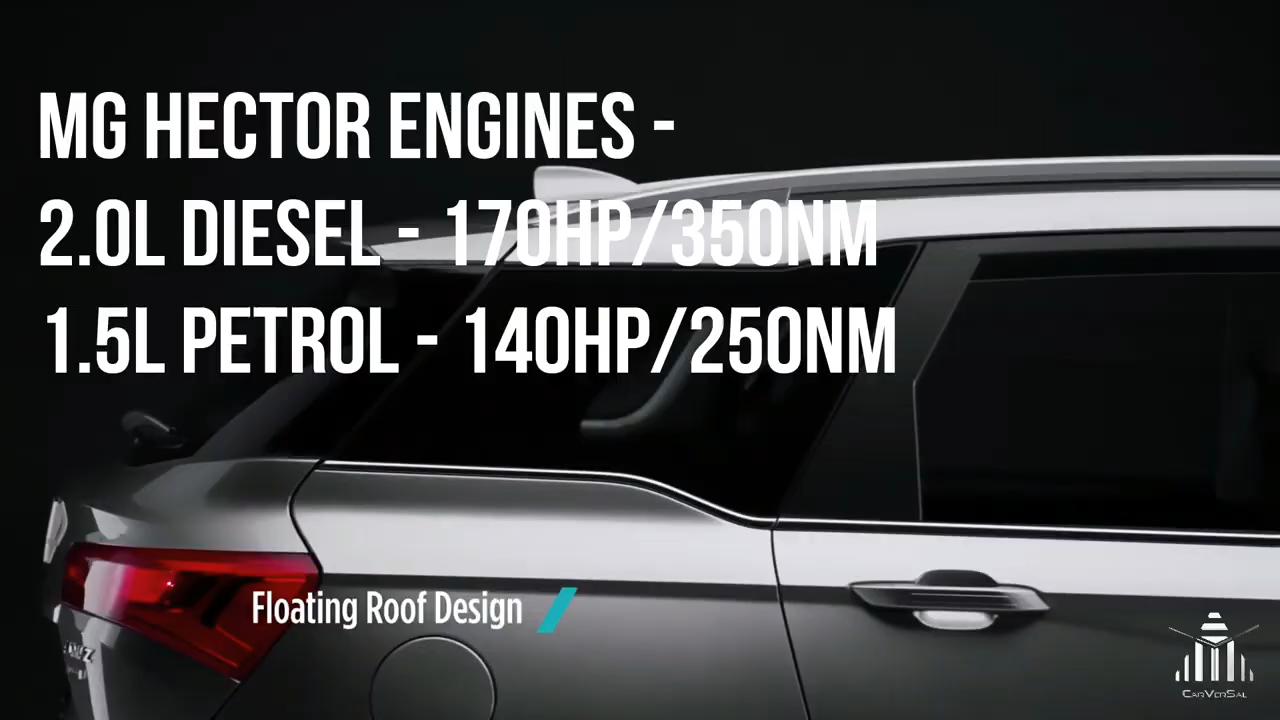 MG HECTOR ENGINES -
2.0L DIESEL - 170HP/350NM
1.5L PETROL - 140HP/250NM
Floating Roof Design
CarVerSal